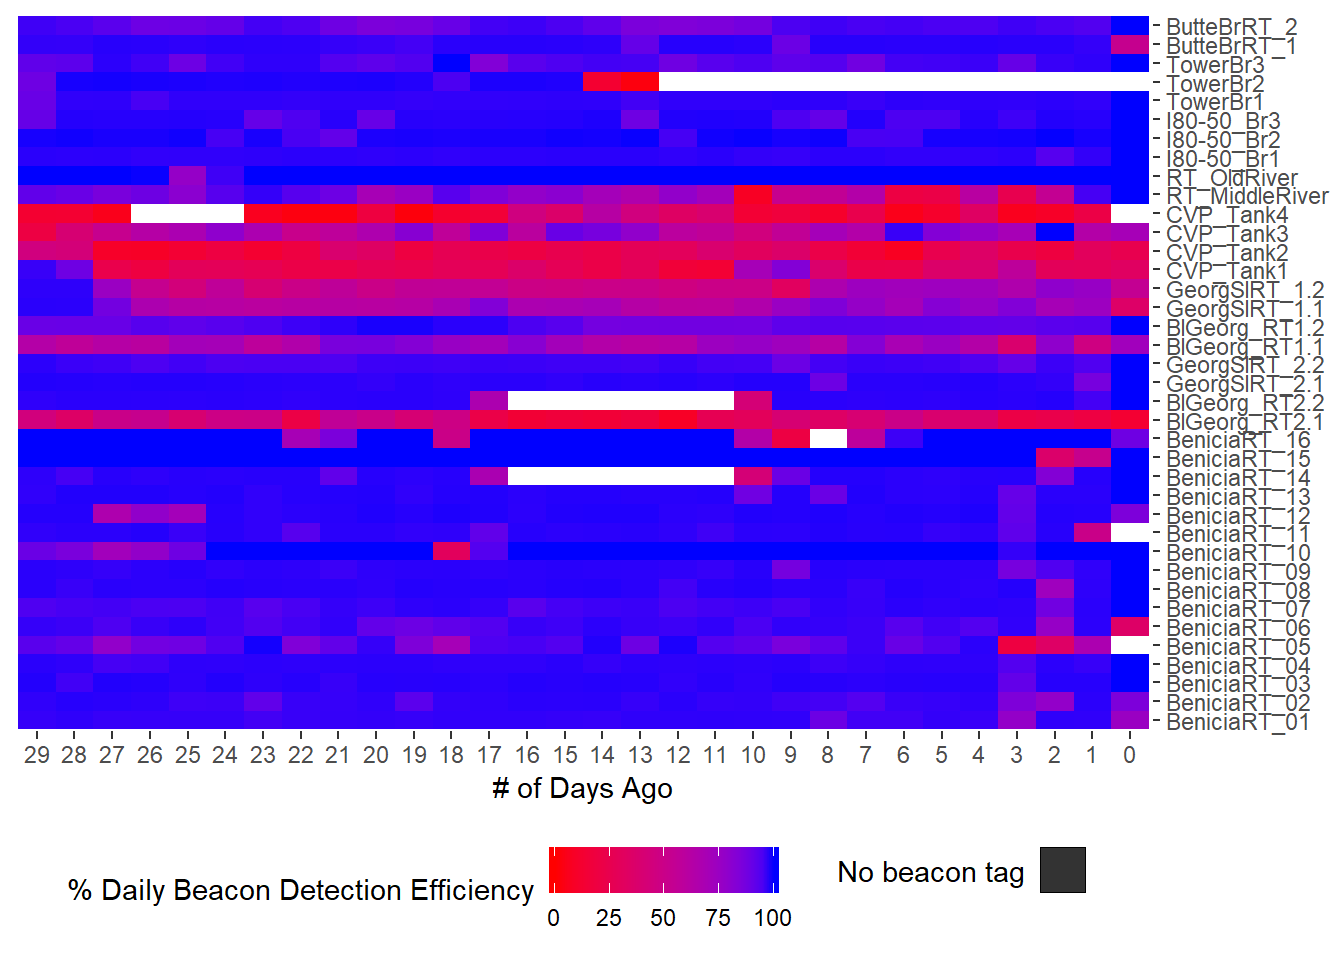 ButteBrRT_2
ButteBrRT_1
TowerBr3
TowerBr2
TowerBr1
I80-50_Br3
I80-50_Br2
I80-50_Br1
RT_OldRiver
RT_MiddleRiver
CVP_Tank4
CVP_Tank3
CVP_Tank2
CVP_Tank1
GeorgSlRT_1.2
GeorgSlRT_1.1
BlGeorg_RT1.2
BlGeorg_RT1.1
GeorgSlRT_2.2
GeorgSlRT_2.1
BlGeorg_RT2.2
BlGeorg_RT2.1
BeniciaRT_16
BeniciaRT_15
BeniciaRT_14
BeniciaRT_13
BeniciaRT_12
BeniciaRT_11
BeniciaRT_10
BeniciaRT_09
BeniciaRT_08
BeniciaRT_07
BeniciaRT_06
BeniciaRT_05
BeniciaRT_04
BeniciaRT_03
BeniciaRT_02
BeniciaRT_01
29 28 27 26 25 24 23 22 21 20 19 18 17 16 15 14 13 12 11 10 9 8 7 6 5 4 3 2 1 0
# of Days Ago
% Daily Beacon Detection Efficiency
0 25 50 75 100
No beacon tag